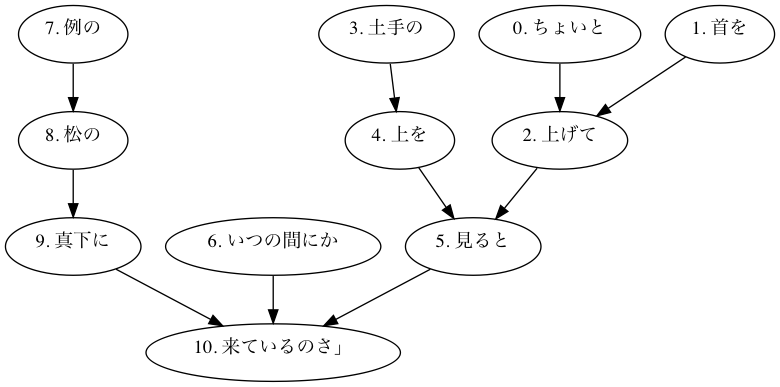 7. 例の
3. 土手の
0. ちょいと
1. 首を
8. 松の
4. 上を
2. 上げて
9. 真下に
6. いつの間にか
5. 見ると
10. 来ているのさ」